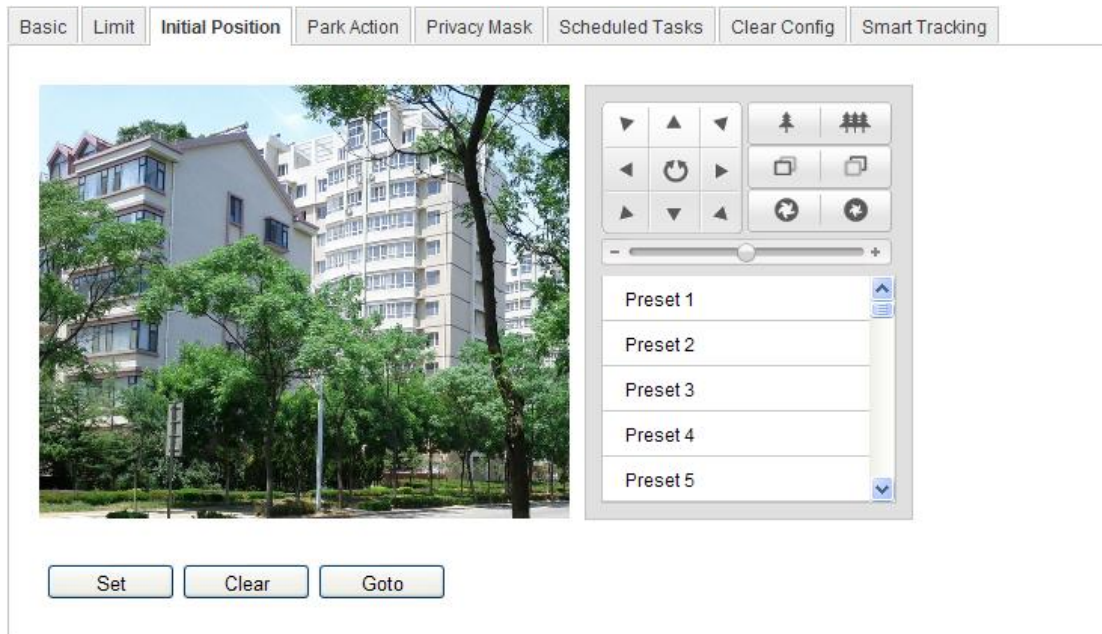 Basic Limit Initial Position Park Action Privacy Mask Scheduled Tasks Clear Config Smart Tracking
Preset 1
Preset 2
Preset 3
Preset 4
Preset 5
Set Clear Goto